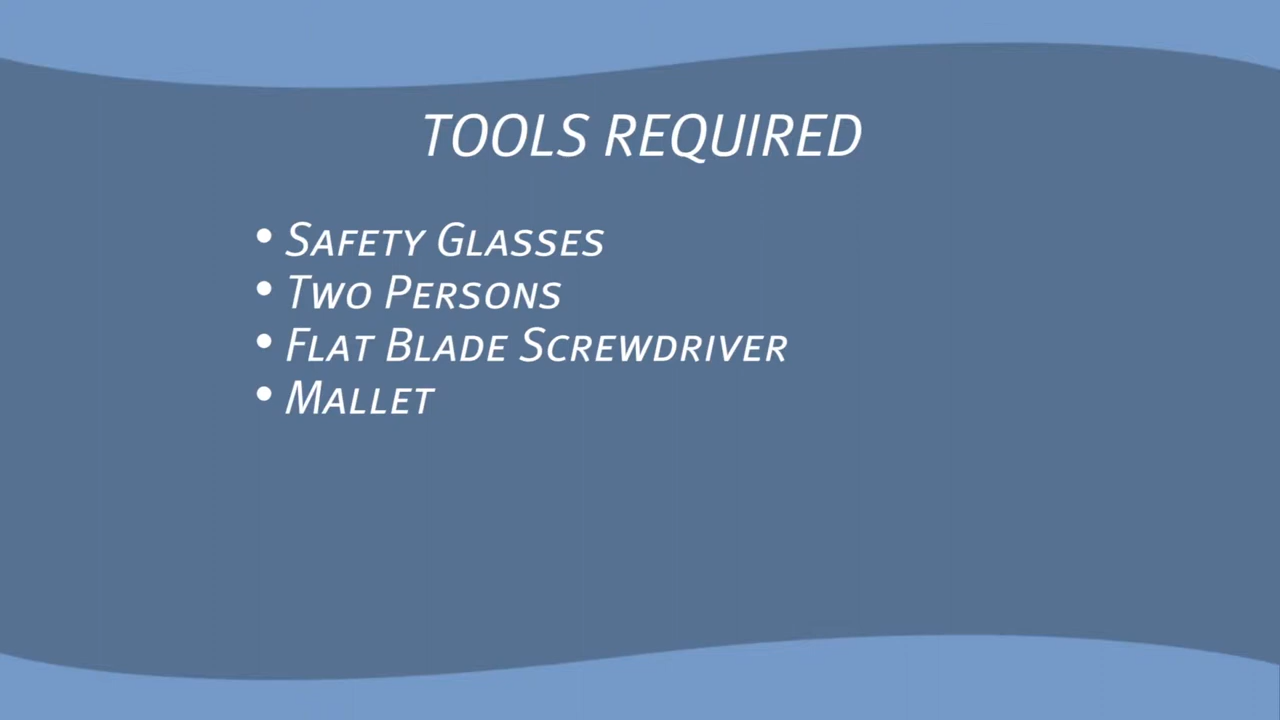 TOOLS REQUIRED
• Safety Glasses
• Two Persons
• Flat Blade Screwdriver
• Mallet